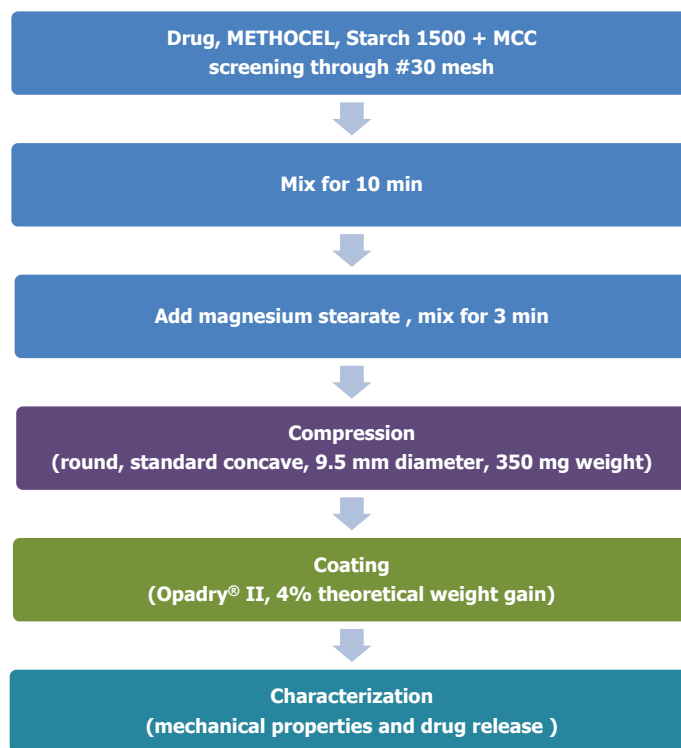 Drug, METHOCEL, Starch 1500 + MCC
screening through #30 mesh
Mix for 10 min
Add magnesium stearate , mix for 3 min
Compression
(round, standard concave, 9.5 mm diameter, 350 mg weight)
Coating
(Opadry® II, 4% theoretical weight gain)
Characterization
(mechanical properties and drug release )